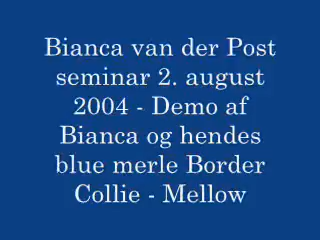 Bianca van der Post
seminar 2. august
2004 - Demo af
Bianca og hendes
blue merle Border
Collie - Mellow